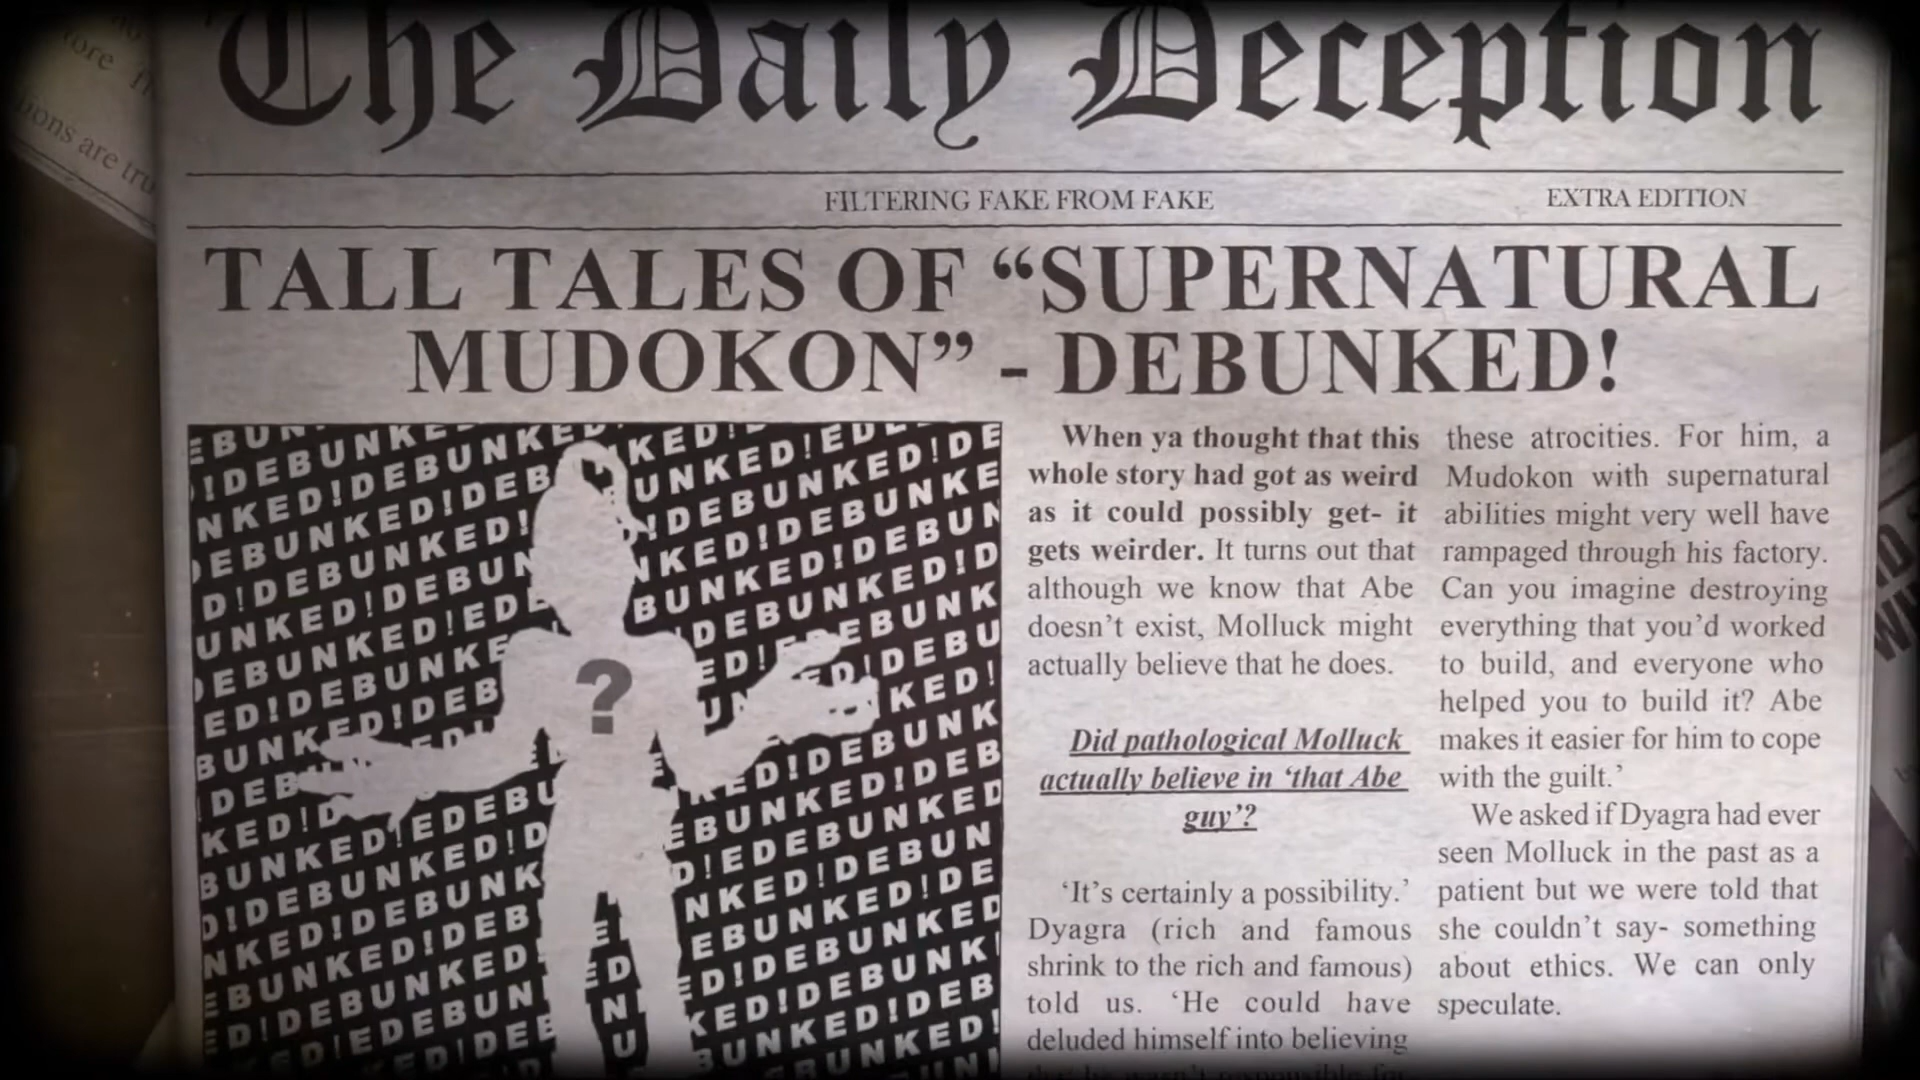 The Daily Deception
FILTERING FAKE FROM FAKE
EXTRA EDITION
TALL TALES OF “SUPERNATURAL
MUDOKON” - DEBUNKED!
?
When ya thought that this
whole story had got as weird
as it could possibly get- it
gets weirder. It turns out that
although we know that Abe
doesn’t exist, Molluck might
actually believe that he does.
Did pathological Molluck
actually believe in ‘that Abe
guy’?
‘It’s certainly a possibility.’
Dyagra (rich and famous
shrink to the rich and famous)
told us. ‘He could have
deluded himself into believing
that he wasn’t responsible for
these atrocities. For him, a
Mudokon with supernatural
abilities might very well have
rampaged through his factory.
Can you imagine destroying
everything that you’d worked
to build, and everyone who
helped you to build it? Abe
makes it easier for him to cope
with the guilt.’
We asked if Dyagra had ever
seen Molluck in the past as a
patient but we were told that
she couldn’t say- something
about ethics. We can only
speculate.